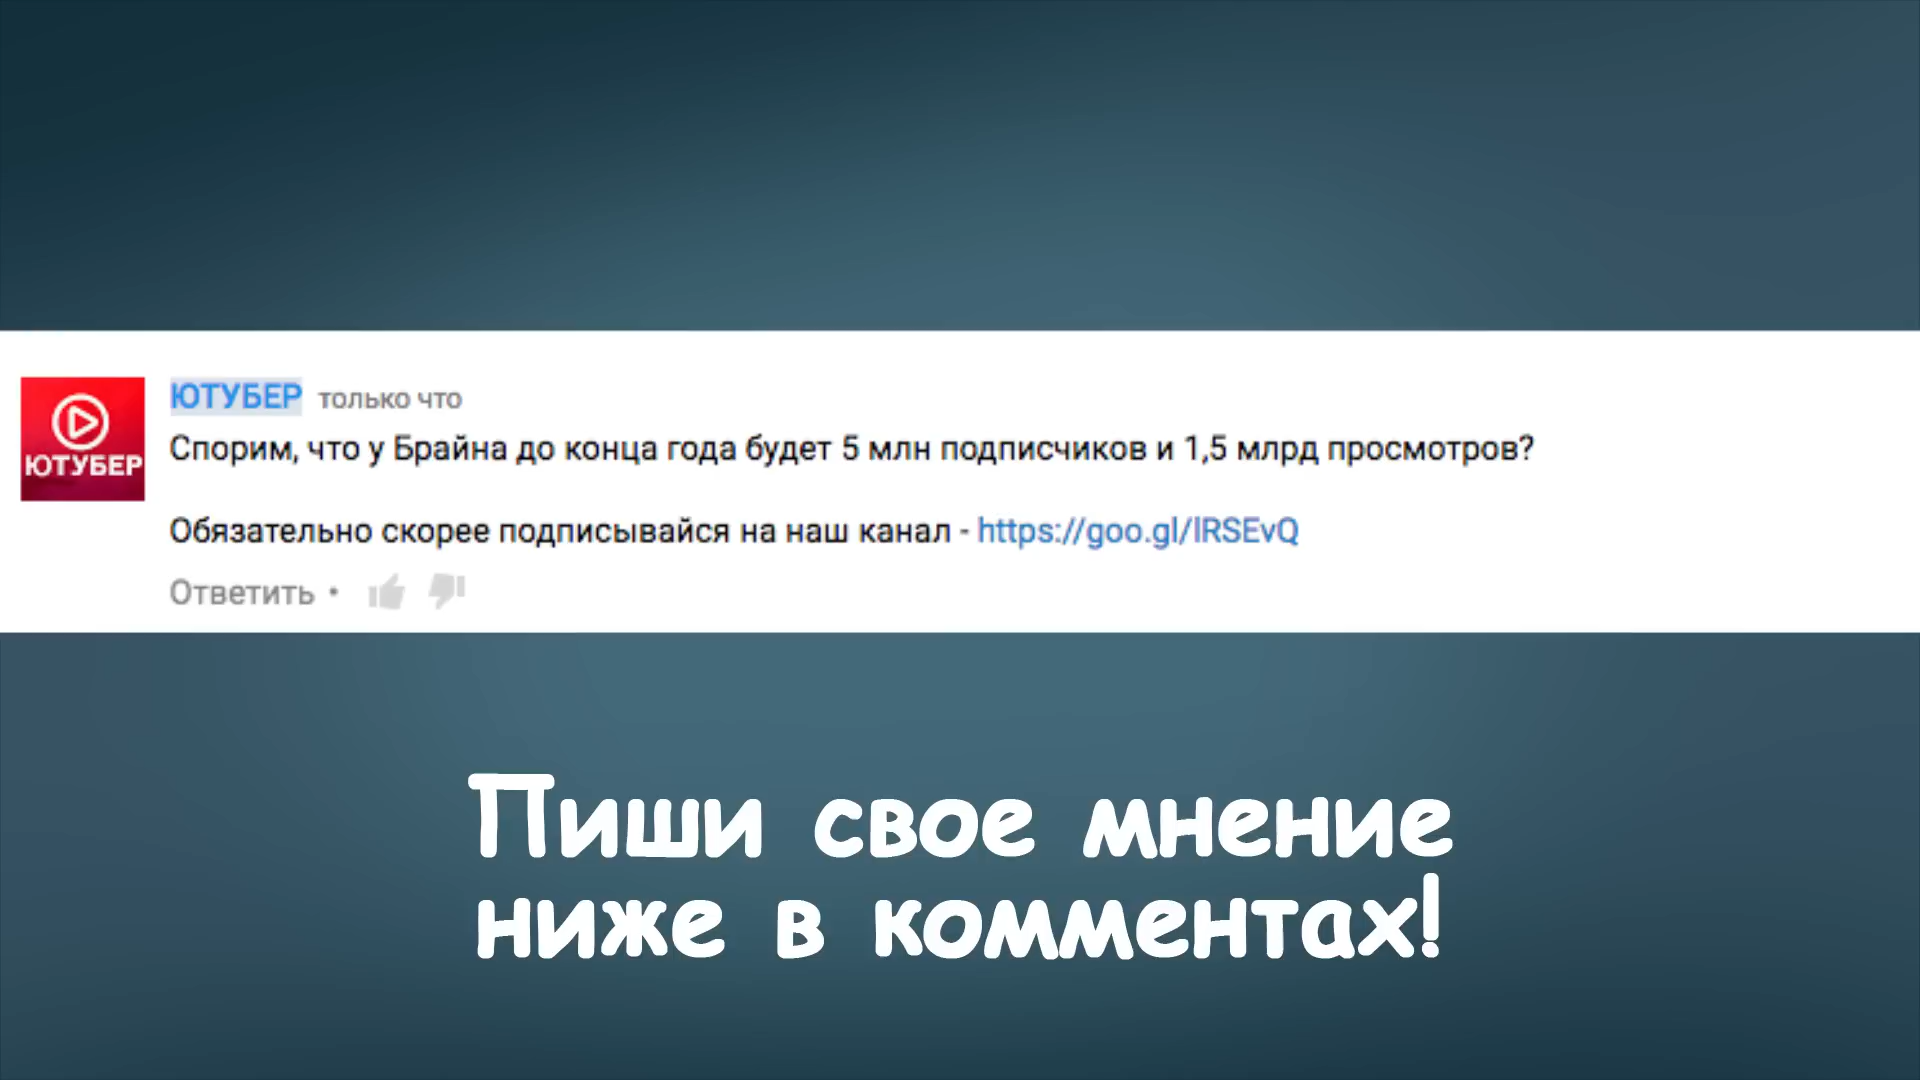 ЮТУБЕР
ЮТУБЕР только что
Спорим, что у Брайна до конца года будет 5 млн подписчиков и 1,5 млрд просмотров?
Обязательно скорее подписывайся на наш канал - https://goo.gl/lRSEvQ
Ответить •
Пиши свое мнение
ниже в комментах!